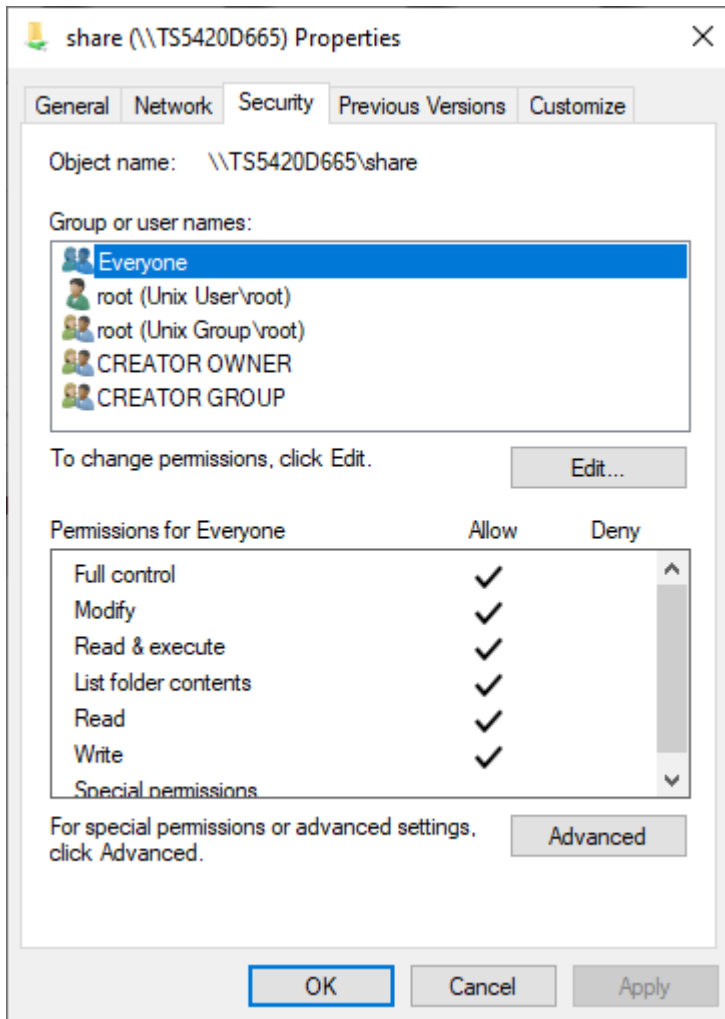 share (\\TS5420D665) Properties
General Network Security Previous Versions Customize
Object name: \\TS5420D665\share
Group or user names:
Everyone
root (Unix User\root)
root (Unix Group\root)
CREATOR OWNER
CREATOR GROUP
To change permissions, click Edit.
Edit...
Permissions for Everyone Allow Deny
Full control
Modify
Read & execute
List folder contents
Read
Write
Special permissions
For special permissions or advanced settings,
click Advanced.
Advanced
OK Cancel Apply